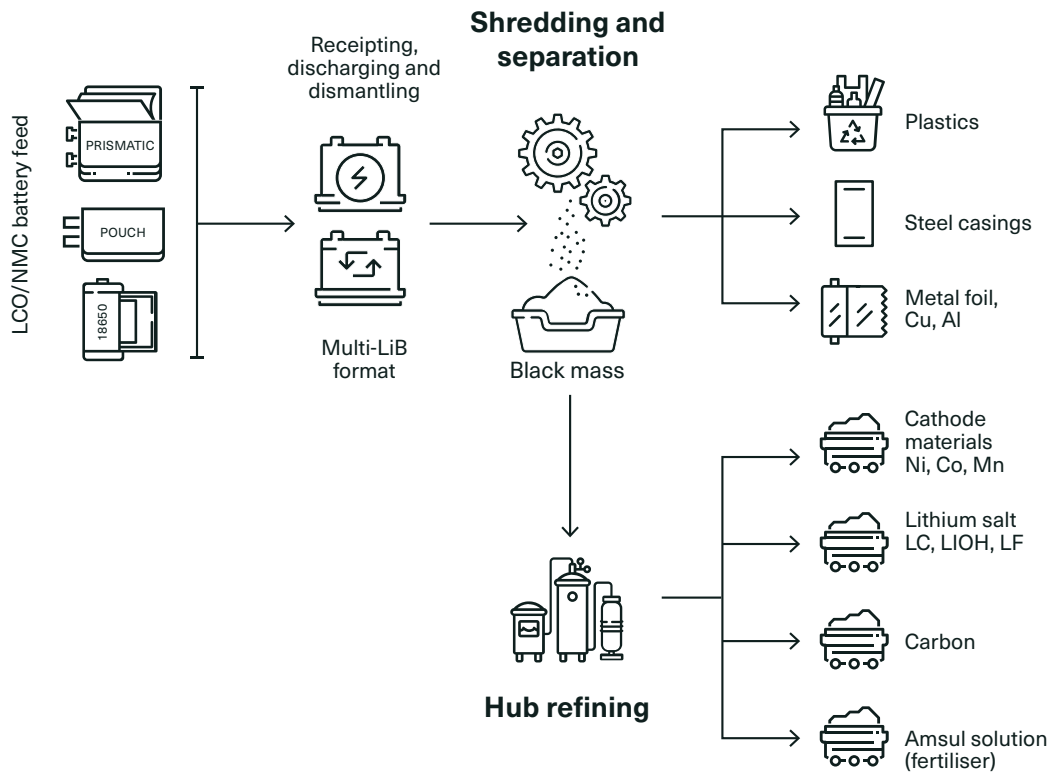 Shredding and
separation
Receipting,
discharging and
dismantling
LCO/NMC battery feed
PRISMATIC
POUCH
18650
Multi-LiB
format
Black mass
Plastics
Steel casings
Metal foil,
Cu, Al
Cathode
materials
Ni, Co, Mn
Lithium salt
LC, LIOH, LF
Carbon
Amsul solution
(fertiliser)
Hub refining